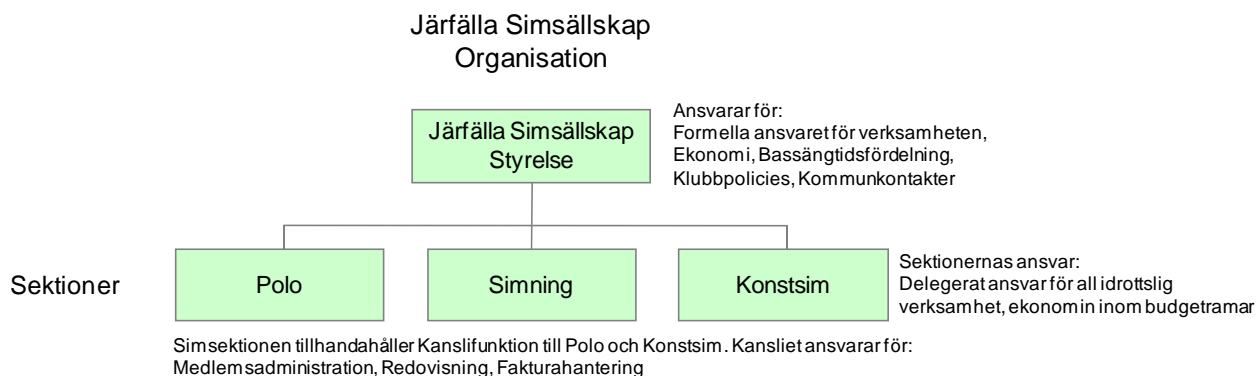 Järfälla Simsällskap
Organisation
Järfälla Simsällskap
Styrelse
Ansvarar för:
Formella ansvaret för verksamheten,
Ekonomi, Bassängtidsfördelning,
Klubbpolicies, Kommunkontakter
Sektioner
Polo
Simning
Konstsim
Sektionernas ansvar:
Delegerat ansvar för all idrottslig
verksamhet, ekonomin inom budgetramar
Simsektionen tillhandahåller Kanslifunktion till Polo och Konstsim. Kansliet ansvarar för:
Medlemsadministration, Redovisning, Fakturahantering